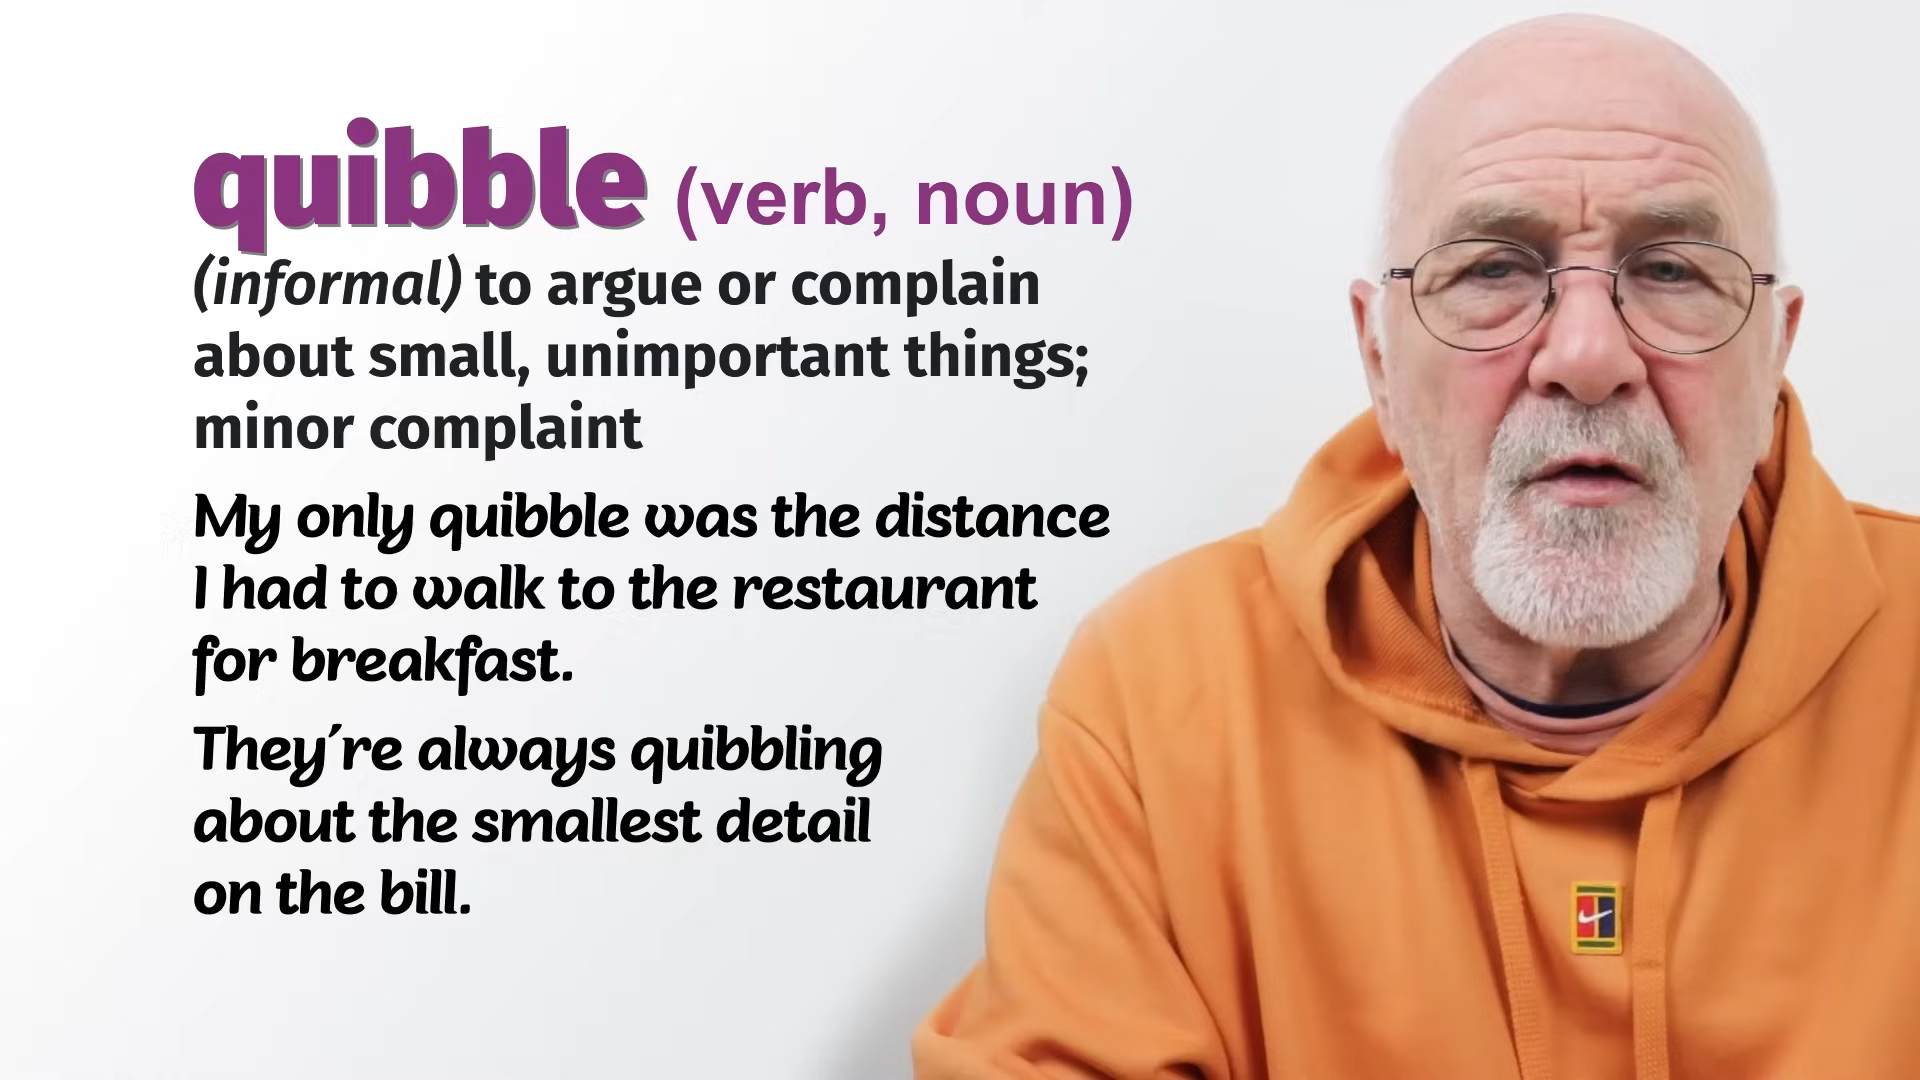 quibble (verb, noun)
(informal) to argue or complain
about small, unimportant things;
minor complaint
My only quibble was the distance
I had to walk to the restaurant
for breakfast.
They´re always quibbling
about the smallest detail
on the bill.